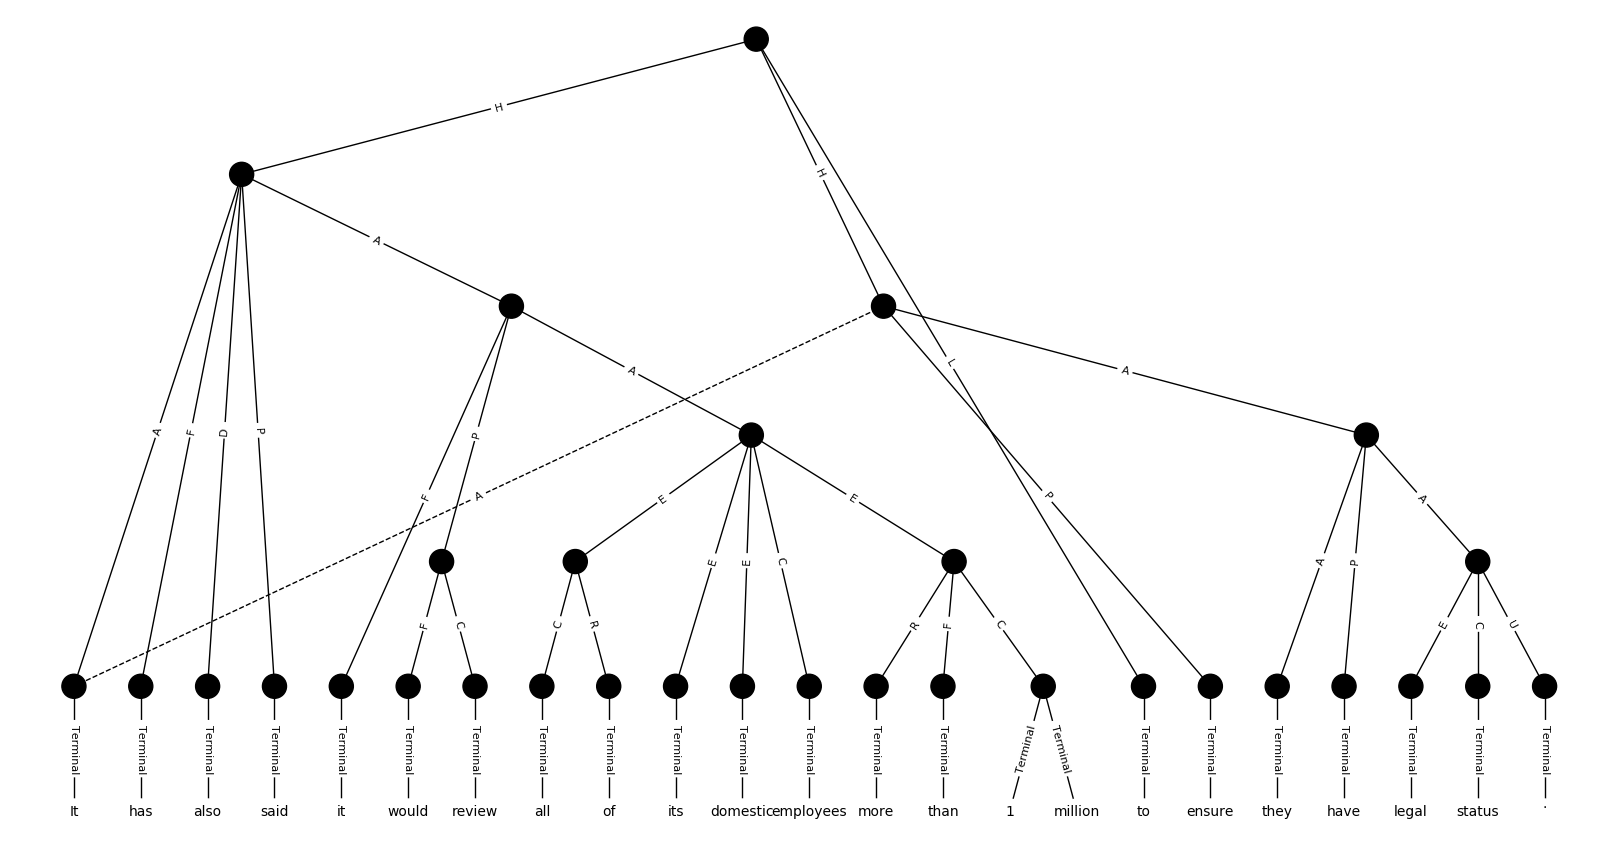 H
H
A
L
A
A
A F D P
P
E E P
F A
E E C A P A
F C C R R F C E C U
Terminal Terminal Terminal Terminal Terminal Terminal Terminal Terminal Terminal Terminal Terminal Terminal Terminal Terminal Terminal Terminal Terminal Terminal Terminal Terminal Terminal Terminal Terminal
It has also said it would review all of its domestic employees more than 1 million to ensure they have legal status .